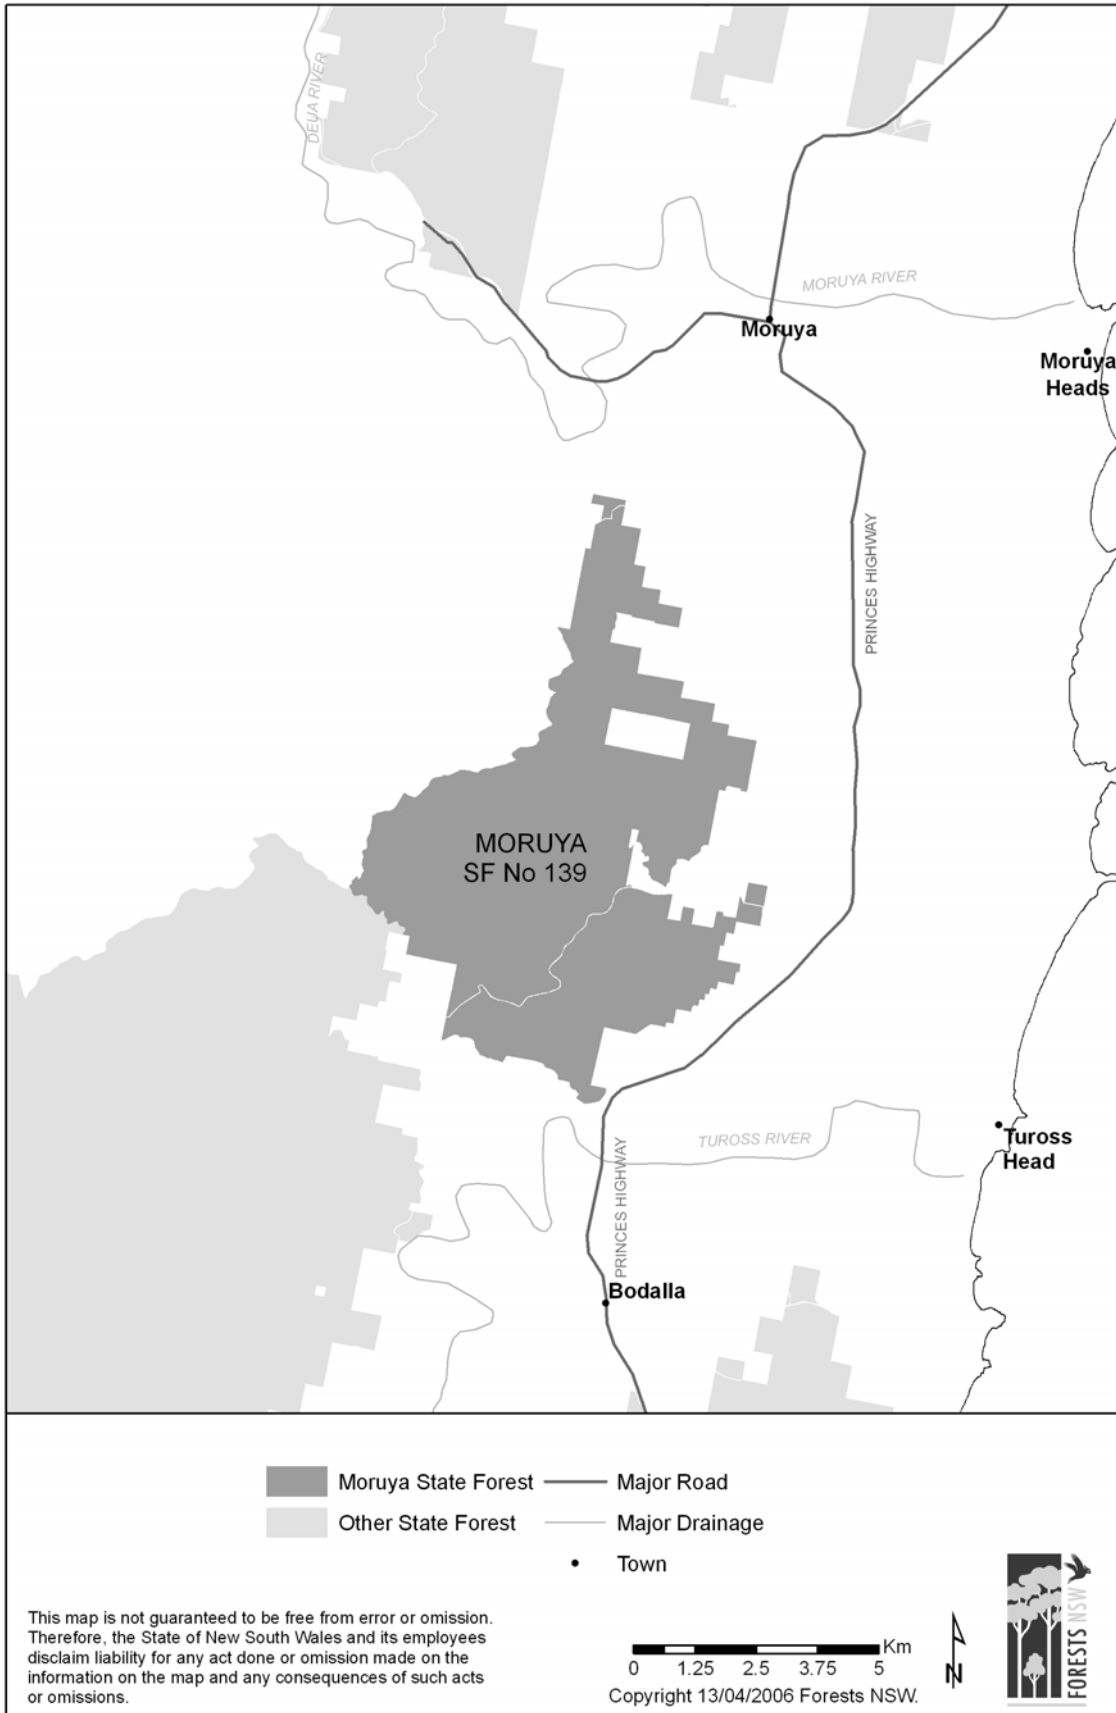 DEUA RIVER
MORUYA RIVER
Moruya
Moruya
Heads
PRINCES HIGHWAY
MORUYA
SF No 139
TUROSS RIVER
Tuross
Head
PRINCES HIGHWAY
Bodalla
Moruya State Forest
Major Road
Other State Forest
Major Drainage
Town
This map is not guaranteed to be free from error or omission.
Therefore, the State of New South Wales and its employees
disclaim liability for any act done or omission made on the
information on the map and any consequences of such acts
or omissions.
Km
0 1.25 2.5 3.75 5
Copyright 13/04/2006 Forests NSW.
N
FORESTS NSW